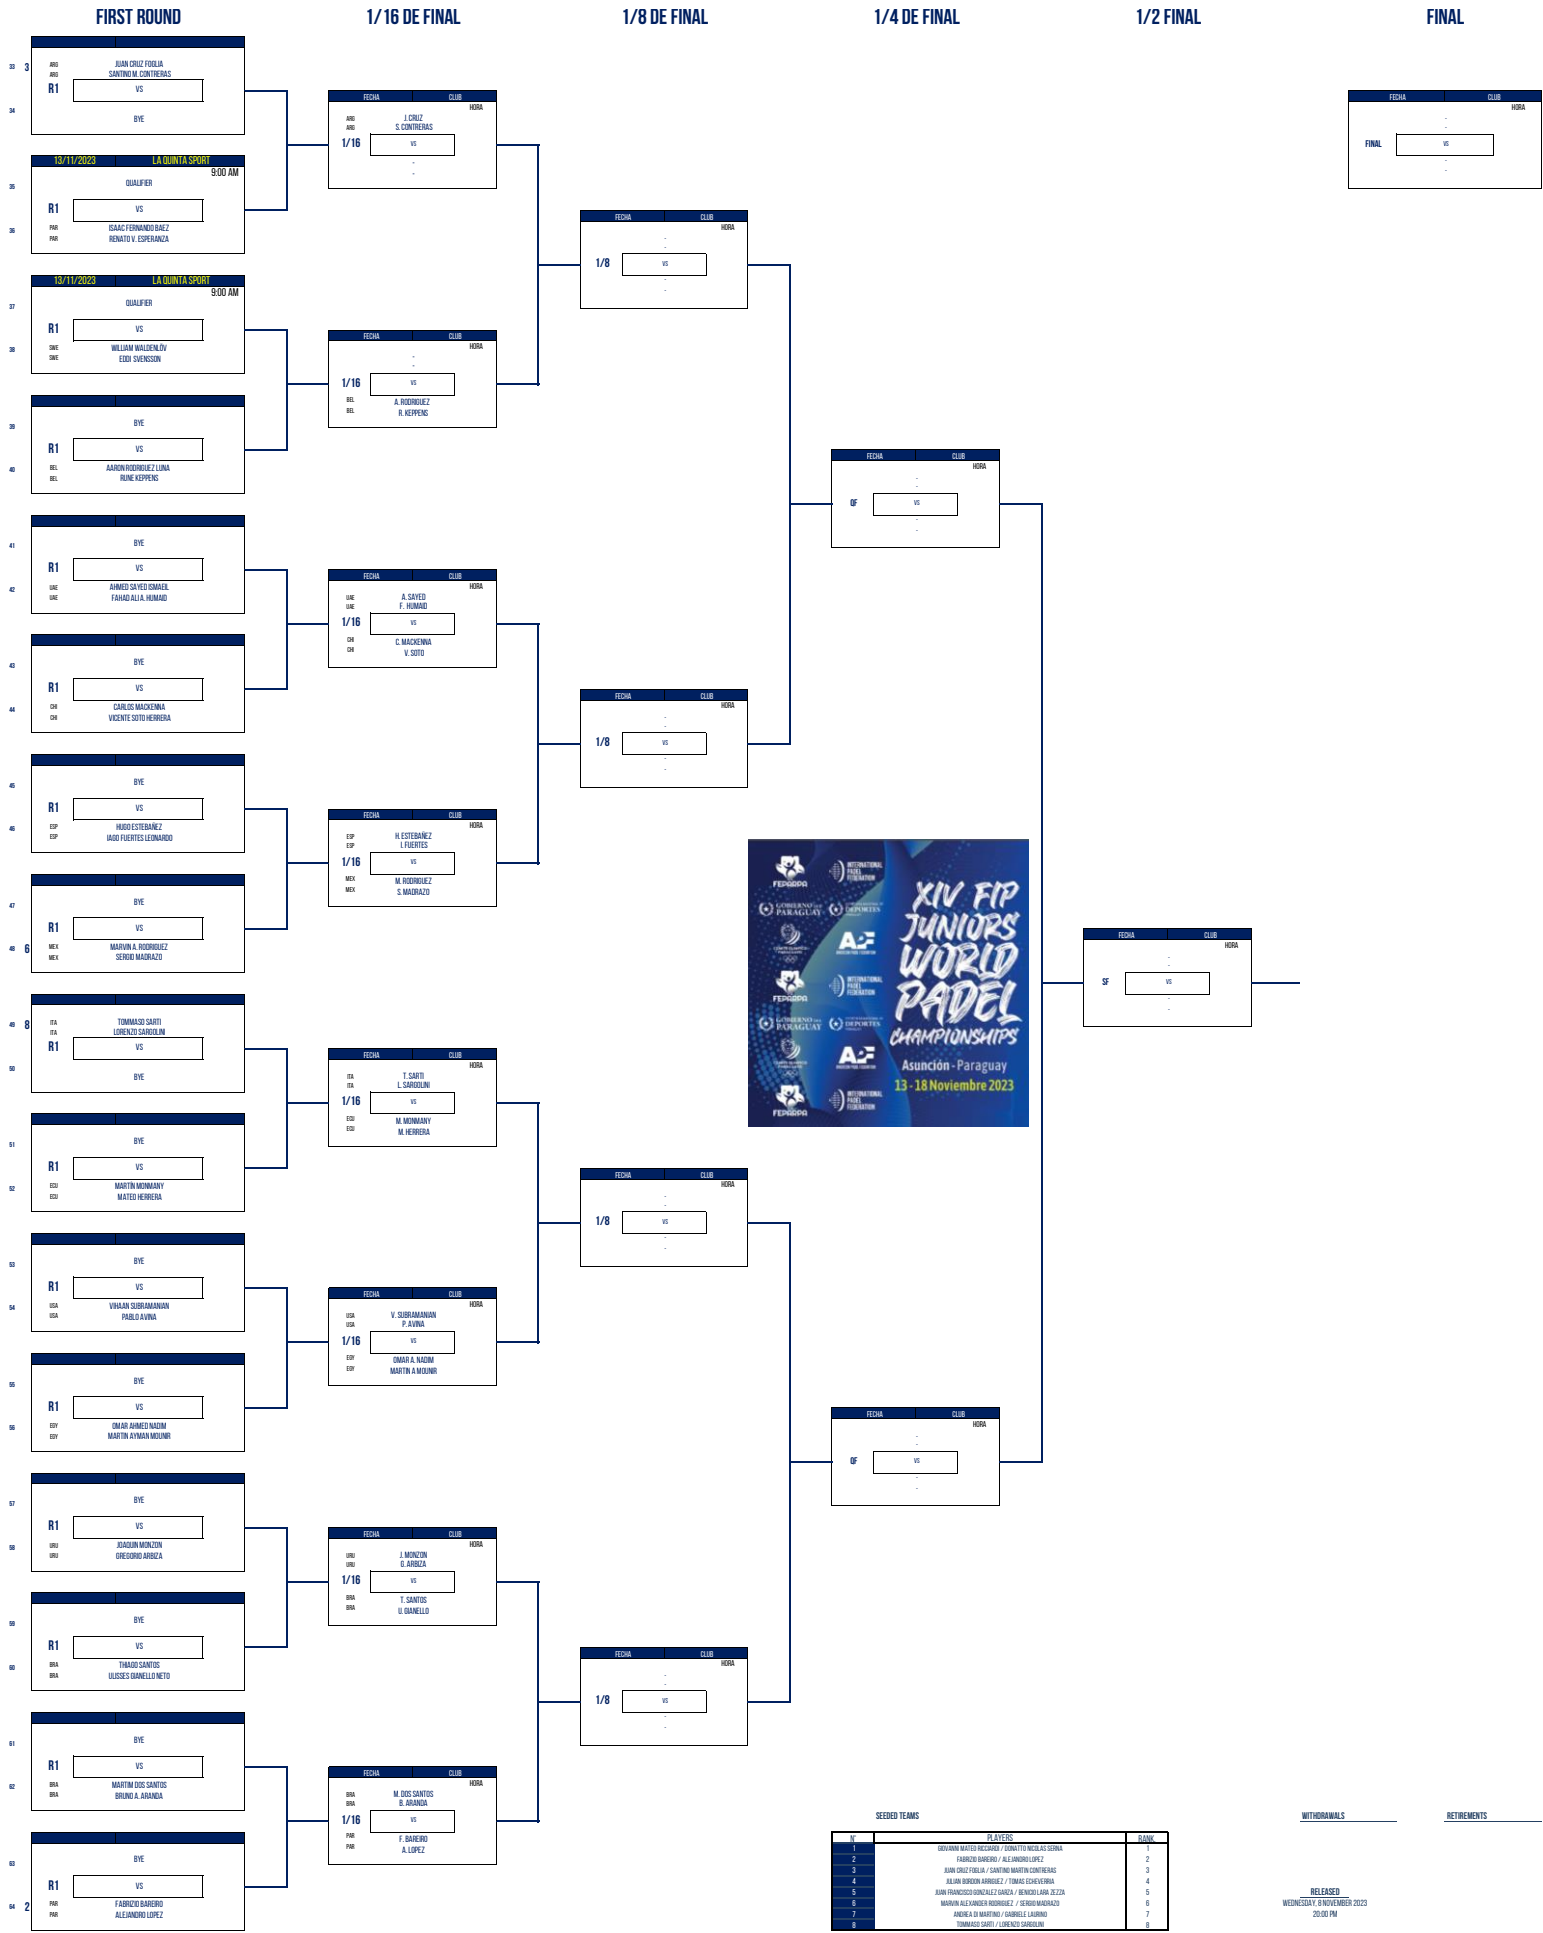 FIRST ROUND
1/16 DE FINAL
1/8 DE FINAL
1/4 DE FINAL
1/2 FINAL
FINAL
33 3 ARG JUAN CRUZ FOGLIA
ARG SANTINO M. CONTRERAS
R1 VS
34 BYE
13/11/2023 LA QUINTA SPORT
9:00 AM
35 QUALIFIER
R1 VS
36 PAR ISAAC FERNANDO BAEZ
PAR RENATO V. ESPERANZA
13/11/2023 LA QUINTA SPORT
9:00 AM
37 QUALIFIER
R1 VS
38 SWE WILLIAM WALDENLÖV
SWE EDDI SVENSSON
39 BYE
R1 VS
40 BEL AARON RODRIGUEZ LUNA
BEL RUNE KEPPENS
41 BYE
R1 VS
42 UAE AHMED SAYED ISMAEIL
UAE FAHAD ALI A. HUMAID
43 BYE
R1 VS
44 CHI CARLOS MACKENNA
CHI VICENTE SOTO HERRERA
45 BYE
R1 VS
46 ESP HUGO ESTEBAÑEZ
ESP IAGO FUERTES LEONARDO
47 BYE
R1 VS
48 6 MEX MARVIN A. RODRIGUEZ
MEX SERGIO MADRAZO
49 8 ITA TOMMASO SARTI
ITA LORENZO SARGOLINI
R1 VS
50 BYE
51 BYE
R1 VS
52 ECU MARTÍN MONMANY
ECU MATEO HERRERA
53 BYE
R1 VS
54 USA VIHAAN SUBRAMANIAN
USA PABLO AVINA
55 BYE
R1 VS
56 EGY OMAR AHMED NADIM
EGY MARTIN AYMAN MOUNIR
57 BYE
R1 VS
58 URU JOAQUIN MONZON
URU GREGORIO ARBIZA
59 BYE
R1 VS
60 BRA THIAGO SANTOS
BRA ULISSES GIANELLO NETO
61 BYE
R1 VS
62 BRA MARTIM DOS SANTOS
BRA BRUNO A. ARANDA
63 BYE
R1 VS
64 2 PAR FABRIZIO BAREIRO
PAR ALEJANDRO LOPEZ
FECHA CLUB
HORA
ARG J. CRUZ
ARG S. CONTRERAS
1/16 VS
-
-
FECHA CLUB
HORA
-
-
1/16 VS
BEL A. RODRIGUEZ
BEL R. KEPPENS
FECHA CLUB
HORA
UAE A. SAYED
UAE F. HUMAID
1/16 VS
CHI C. MACKENNA
CHI V. SOTO
FECHA CLUB
HORA
ESP H. ESTEBAÑEZ
ESP I. FUERTES
1/16 VS
MEX M. RODRIGUEZ
MEX S. MADRAZO
FECHA CLUB
HORA
ITA T. SARTI
ITA L. SARGOLINI
1/16 VS
ECU M. MONMANY
ECU M. HERRERA
FECHA CLUB
HORA
USA V. SUBRAMANIAN
USA P. AVINA
1/16 VS
EGY OMAR A. NADIM
EGY MARTIN A MOUNIR
FECHA CLUB
HORA
URU J. MONZON
URU G. ARBIZA
1/16 VS
BRA T. SANTOS
BRA U. GIANELLO
FECHA CLUB
HORA
BRA M. DOS SANTOS
BRA B. ARANDA
1/16 VS
PAR F. BAREIRO
PAR A. LOPEZ
FECHA CLUB
HORA
-
-
1/8 VS
-
-
FECHA CLUB
HORA
-
-
1/8 VS
-
-
FECHA CLUB
HORA
-
-
1/8 VS
-
-
FECHA CLUB
HORA
-
-
1/8 VS
-
-
FECHA CLUB
HORA
-
-
QF VS
-
-
FECHA CLUB
HORA
-
-
QF VS
-
-
FECHA CLUB
HORA
-
-
SF VS
-
-
FECHA CLUB
HORA
-
-
FINAL VS
-
-
FEPARPA INTERNATIONAL PADEL FEDERATION
GOBIERNO DEL PARAGUAY DEPORTES
APF
FEPARPA INTERNATIONAL PADEL FEDERATION
GOBIERNO DEL PARAGUAY DEPORTES
APF
FEPARPA INTERNATIONAL PADEL FEDERATION
XIV FIP
JUNIORS
WORLD
PADEL
CHAMPIONSHIPS
Asunción - Paraguay
13 - 18 Noviembre 2023
SEEDED TEAMS
N° PLAYERS RANK.
1 GIOVANNI MATEO RICCIARDI / DONATTO NICOLAS SERNA 1
2 FABRIZIO BAREIRO / ALEJANDRO LOPEZ 2
3 JUAN CRUZ FOGLIA / SANTINO MARTIN CONTRERAS 3
4 JULIAN BORDON ARRIGUEZ / TOMAS ECHEVERRIA 4
5 JUAN FRANCISCO GONZALEZ GARZA / BENICIO LARA ZEZZA 5
6 MARVIN ALEXANDER RODRIGUEZ / SERGIO MADRAZO 6
7 ANDREA DI MARTINO / GABRIELE LAURINO 7
8 TOMMASO SARTI / LORENZO SARGOLINI 8
WITHDRAWALS
RETIREMENTS
RELEASED
WEDNESDAY, 8 NOVEMBER 2023
20:00 PM